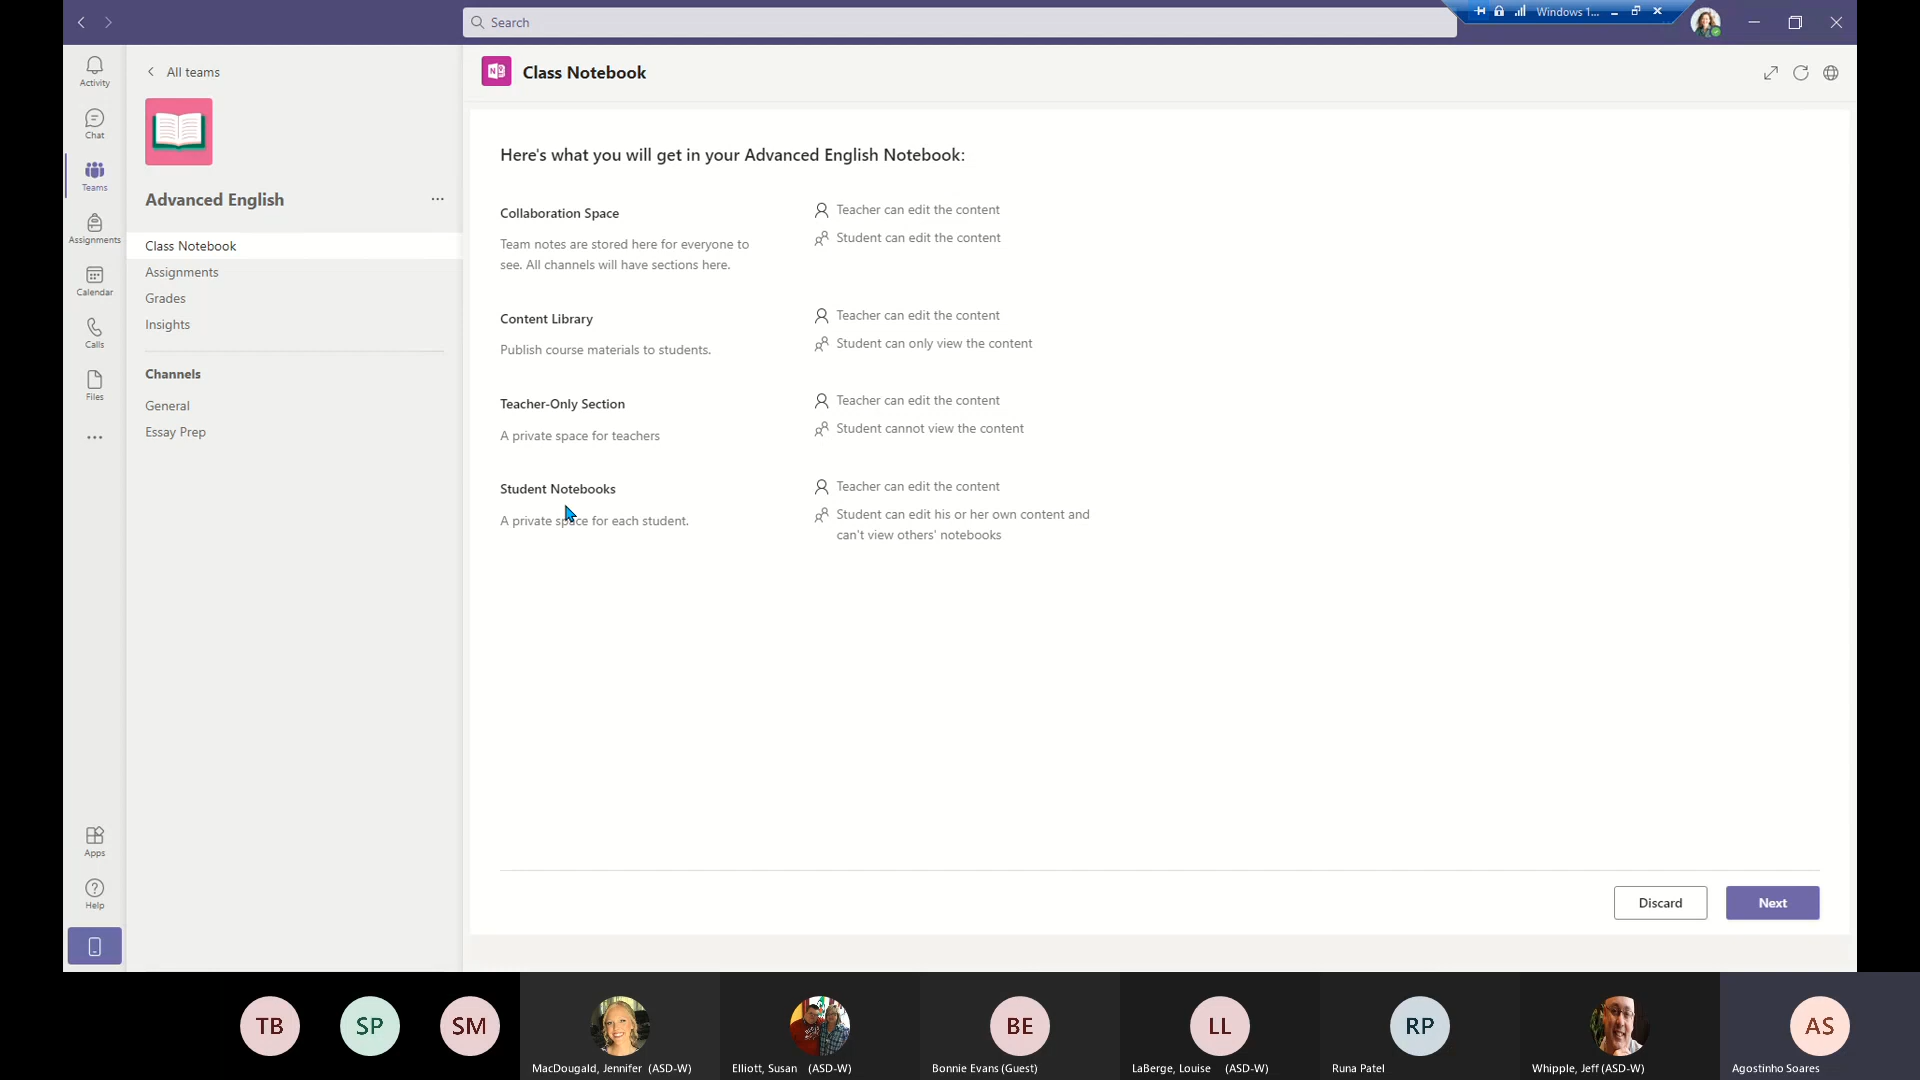 Search
Windows 1...
Activity
Chat
Teams
Assignments
Calendar
Calls
Files
Apps
Help
All teams
Advanced English
Class Notebook
Assignments
Grades
Insights
Channels
General
Essay Prep
Class Notebook
Here's what you will get in your Advanced English Notebook:
Collaboration Space
Team notes are stored here for everyone to
see. All channels will have sections here.
Teacher can edit the content
Student can edit the content
Content Library
Publish course materials to students.
Teacher can edit the content
Student can only view the content
Teacher-Only Section
A private space for teachers
Teacher can edit the content
Student cannot view the content
Student Notebooks
A private space for each student.
Teacher can edit the content
Student can edit his or her own content and
can't view others' notebooks
Discard
Next
TB
SP
SM
BE
LL
RP
AS
MacDougald, Jennifer (ASD-W)
Elliott, Susan (ASD-W)
Bonnie Evans (Guest)
LaBerge, Louise (ASD-W)
Runa Patel
Whipple, Jeff (ASD-W)
Agostinho Soares